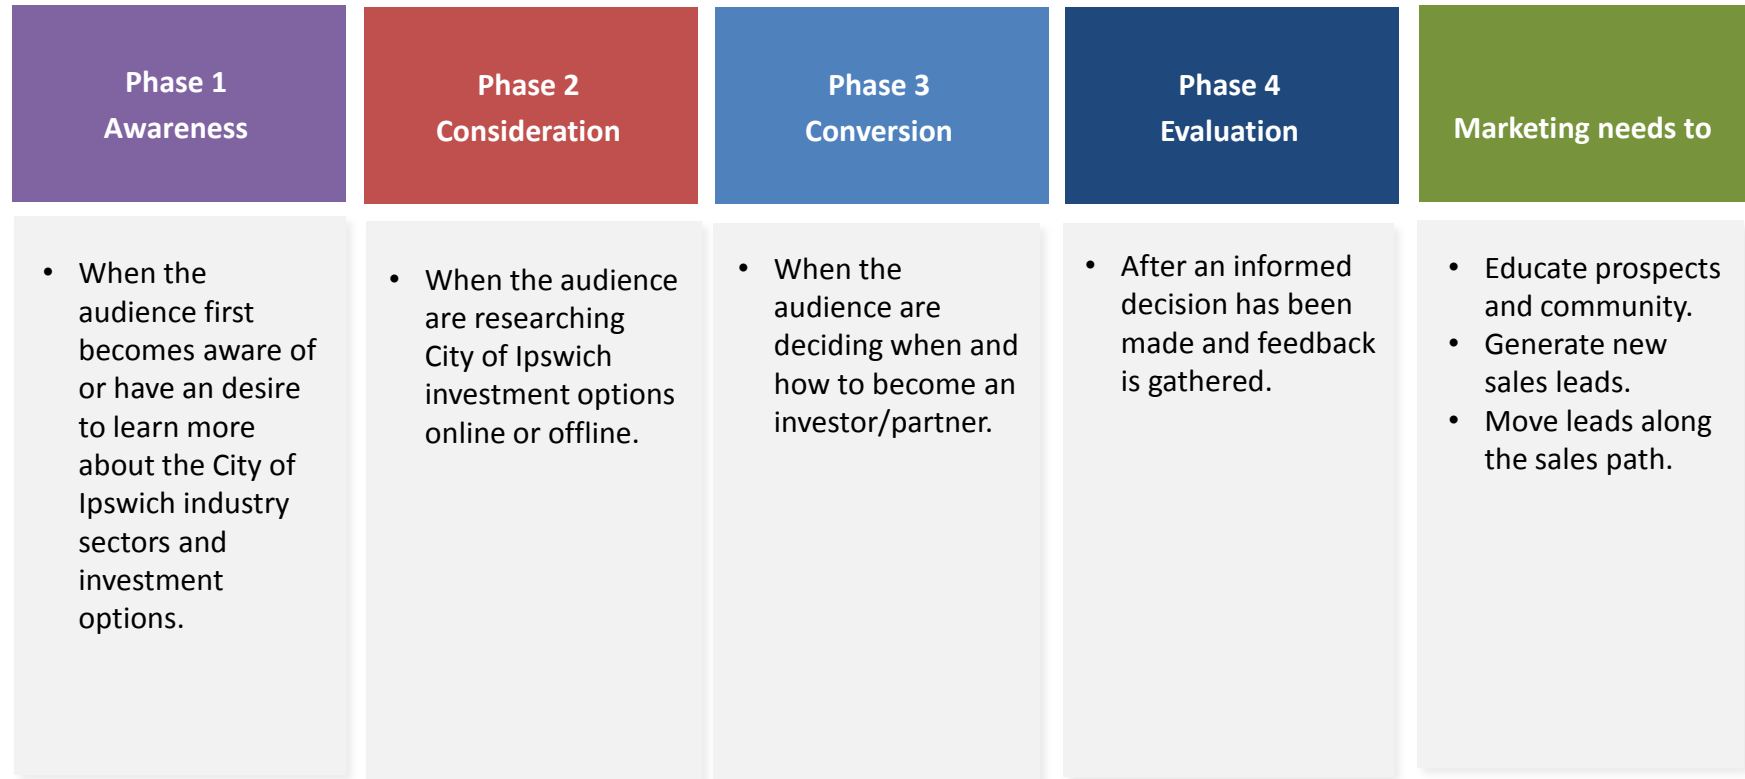 Phase 1
Awareness
Phase 2
Consideration
Phase 3
Conversion
Phase 4
Evaluation
Marketing needs to
• When the
audience first
becomes aware of
or have an desire
to learn more
about the City of
Ipswich industry
sectors and
investment
options.
• When the audience
are researching
City of Ipswich
investment options
online or offline.
• When the
audience are
deciding when and
how to become an
investor/partner.
• After an informed
decision has been
made and feedback
is gathered.
• Educate prospects
and community.
• Generate new
sales leads.
• Move leads along
the sales path.